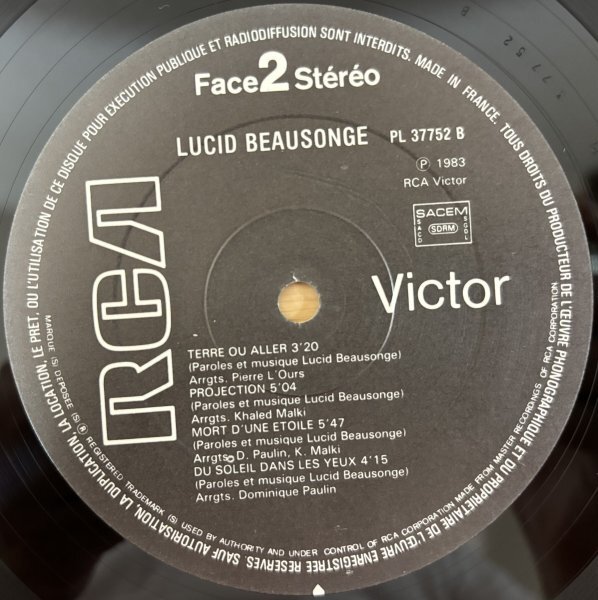 Face 2 Stéréo
LUCID BEAUSONGE PL 37752 B
℗ 1983
RCA Victor
SACEM
SACD SDRM SGDL
RCA
Victor
TERRE OU ALLER 3'20
(Paroles et musique Lucid Beausonge)
Arrgts. Pierre L'Ours
PROJECTION 5'04
(Paroles et musique Lucid Beausonge)
Arrgts. Khaled Malki
MORT D'UNE ETOILE 5'47
(Paroles et musique Lucid Beausonge)
Arrgts. D. Paulin, K. Malki
DU SOLEIL DANS LES YEUX 4'15
(Paroles et musique Lucid Beausonge)
Arrgts. Dominique Paulin
MADE IN FRANCE. TOUS DROITS DU PRODUCTEUR DE L'ŒUVRE PHONOGRAPHIQUE ET DU PROPRIETAIRE DE L'ŒUVRE ENREGISTREE RESERVES. SAUF AUTORISATION, LA DUPLICATION, LA LOCATION, LE PRET, OU L'UTILISATION DE CE DISQUE POUR EXECUTION PUBLIQUE ET RADIODIFFUSION SONT INTERDITS.
MARQUE (S) DEPOSEE (S) ® REGISTERED TRADEMARK (S) USED BY AUTHORITY AND UNDER CONTROL OF RCA CORPORATION. MADE FROM MASTER RECORDINGS OF RCA CORPORATION.